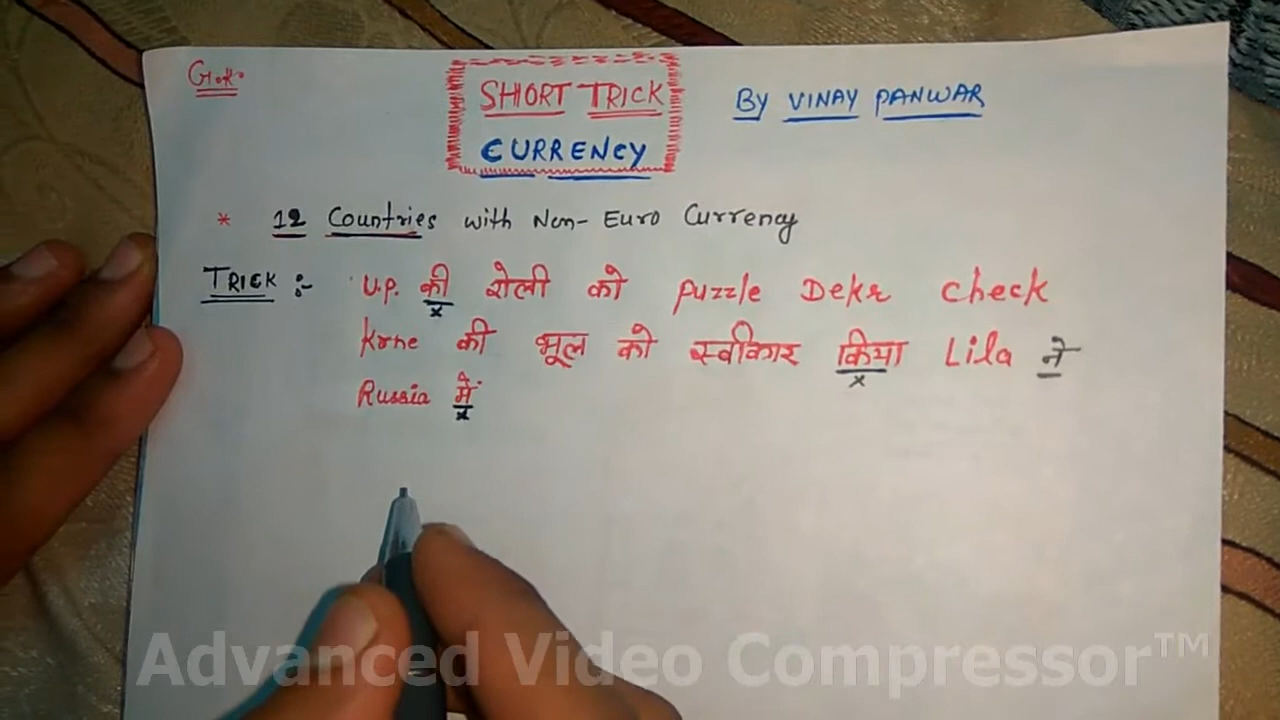 G.K.
SHORT TRICK
CURRENCY
BY VINAY PANWAR
* 12 Countries with Non-Euro Currency
TRICK :- U.P. की रोली को puzzle Dekr check
krne की भूल को स्वीकार किया Lila ने
Russia में
x
x
x
Advanced Video Compressor™